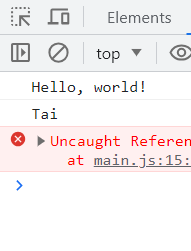 Elements
top
Hello, world!
Tai
Uncaught Referen
at main.js:15: